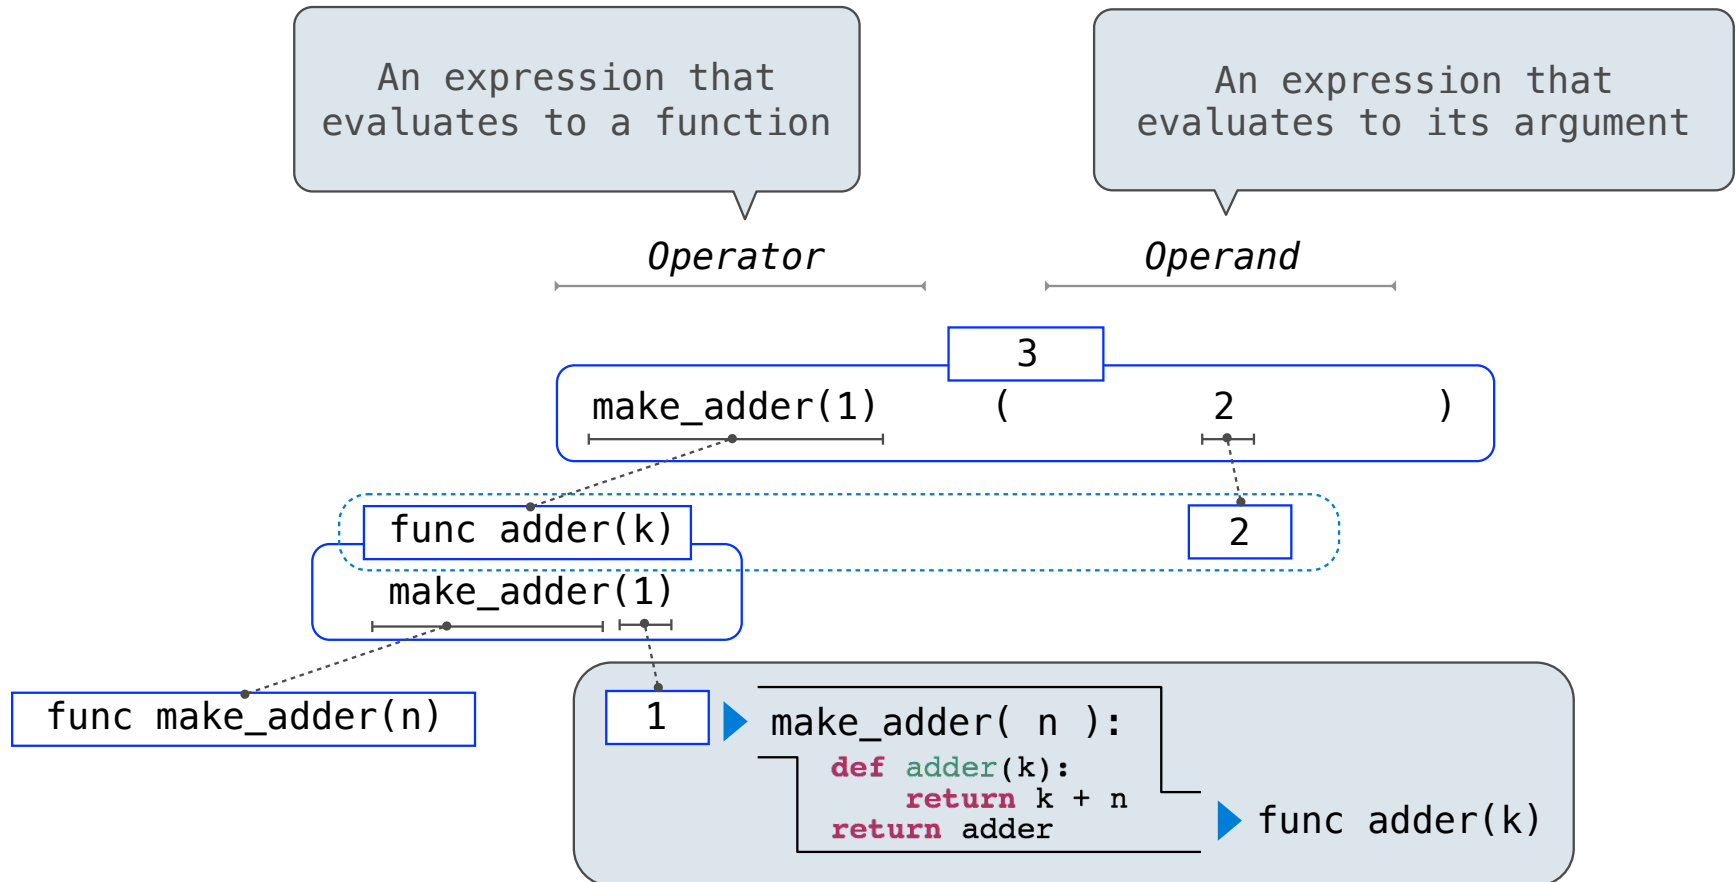 An expression that
evaluates to a function
An expression that
evaluates to its argument
Operator
Operand
3
make_adder(1) ( 2 )
func adder(k)
2
make_adder(1)
func make_adder(n)
1
make_adder( n ):
def adder(k):
return k + n
return adder
func adder(k)